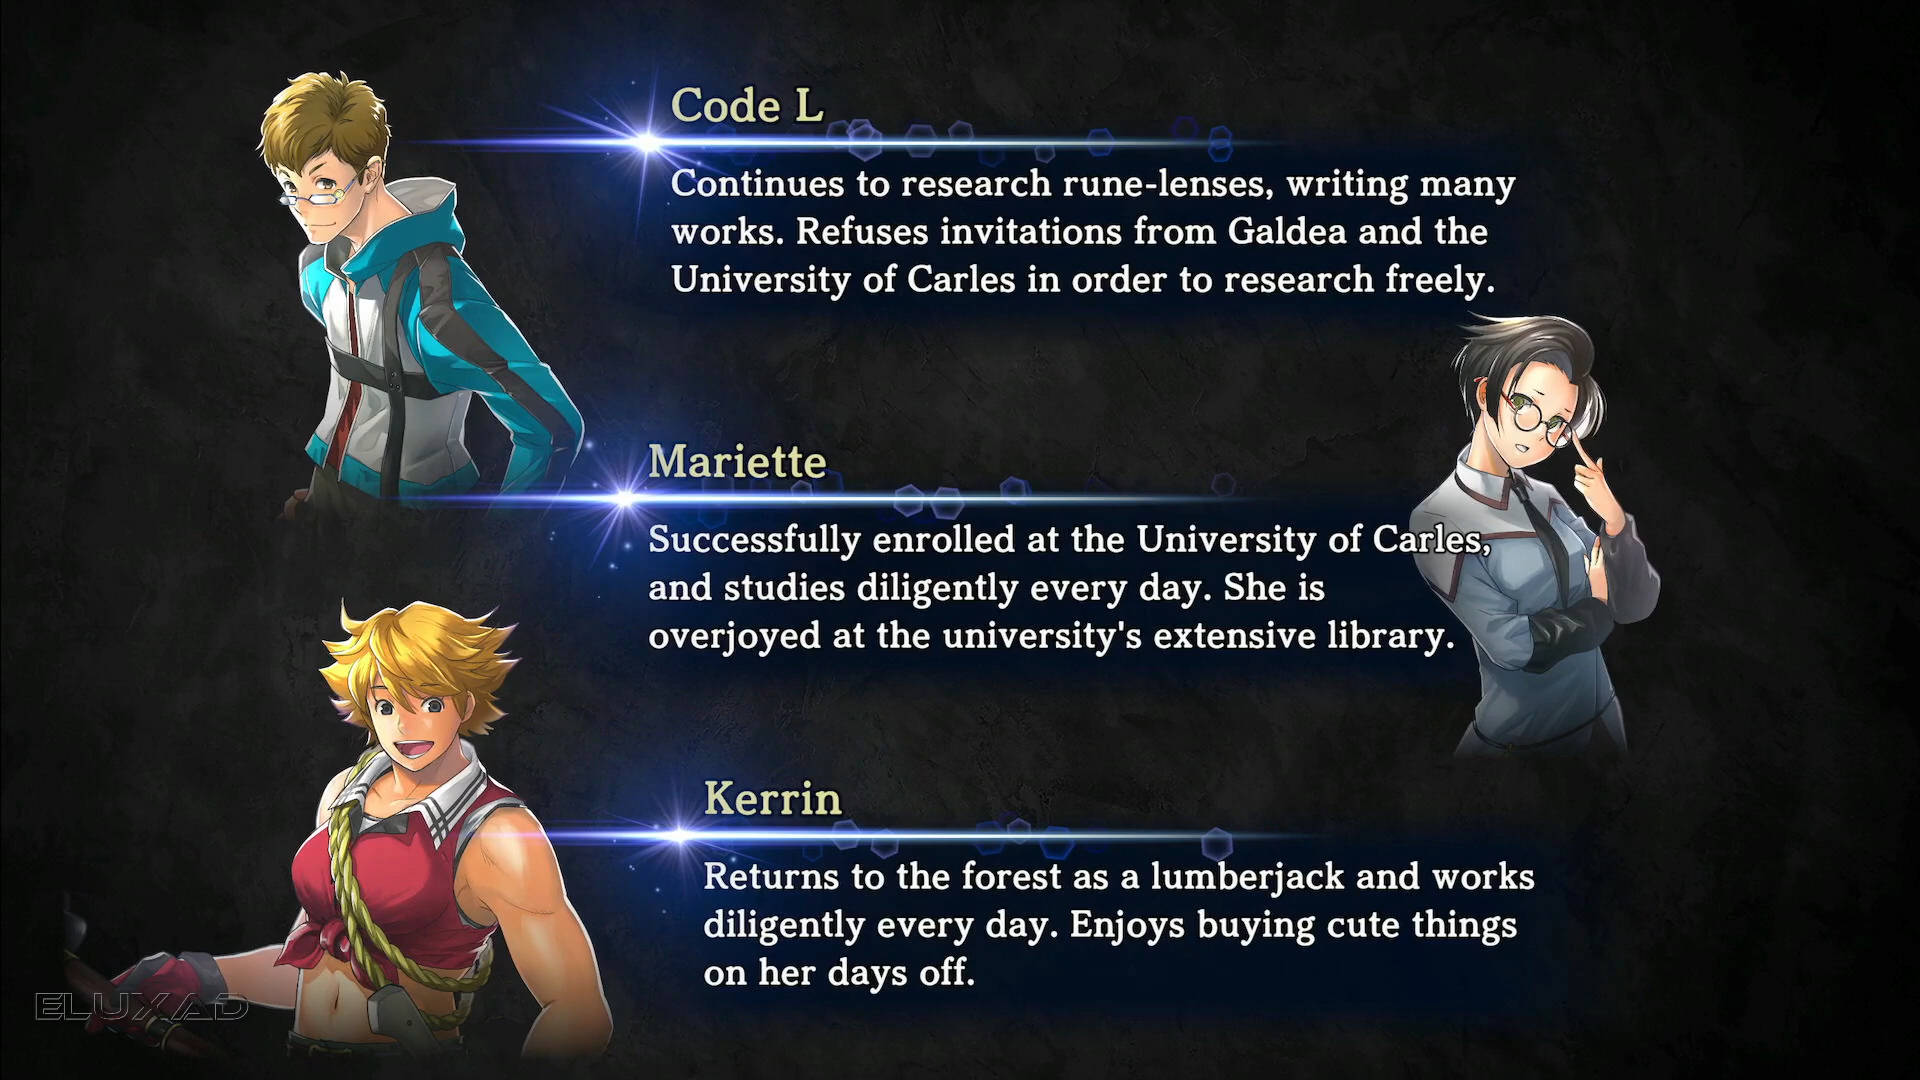 Code L
Continues to research rune-lenses, writing many
works. Refuses invitations from Galdea and the
University of Carles in order to research freely.
Mariette
Successfully enrolled at the University of Carles,
and studies diligently every day. She is
overjoyed at the university's extensive library.
Kerrin
Returns to the forest as a lumberjack and works
diligently every day. Enjoys buying cute things
on her days off.
ELUXAD